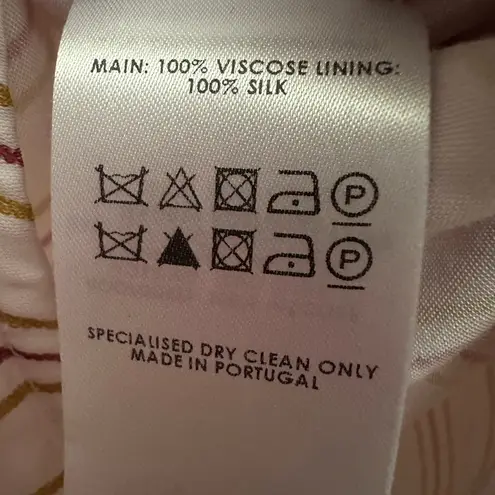 MAIN: 100% VISCOSE LINING:
100% SILK
P
P
SPECIALISED DRY CLEAN ONLY
MADE IN PORTUGAL